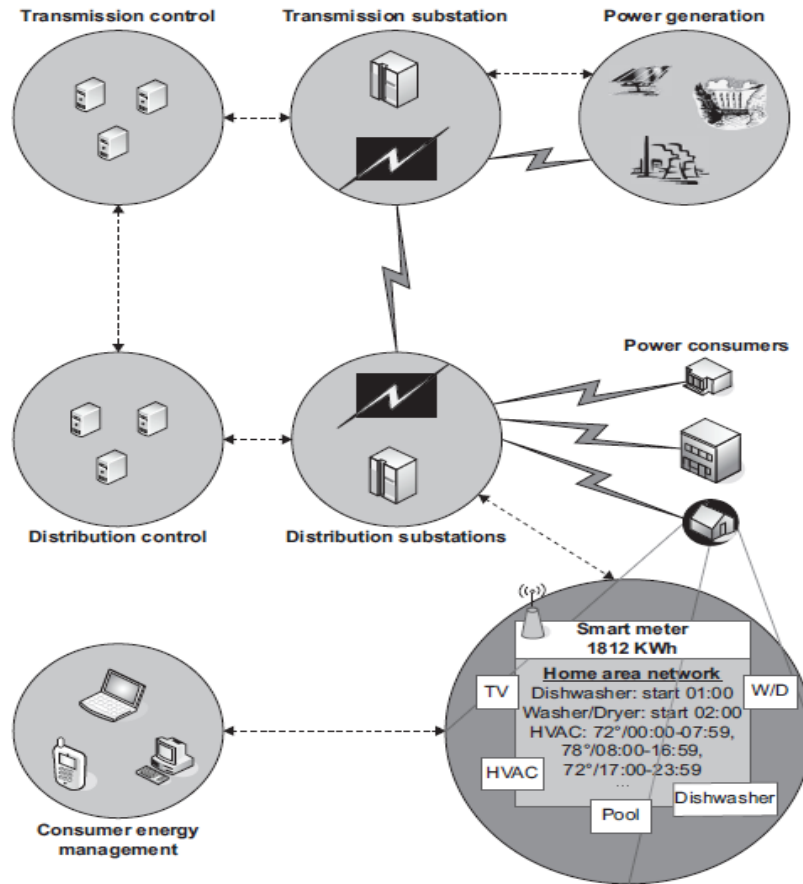 Transmission control
Transmission substation
Power generation
Power consumers
Distribution control
Distribution substations
Smart meter
1812 KWh
Home area network
Dishwasher: start 01:00
Washer/Dryer: start 02:00
HVAC: 72°/00:00-07:59,
78°/08:00-16:59,
72°/17:00-23:59
...
TV
W/D
HVAC
Dishwasher
Pool
Consumer energy
management